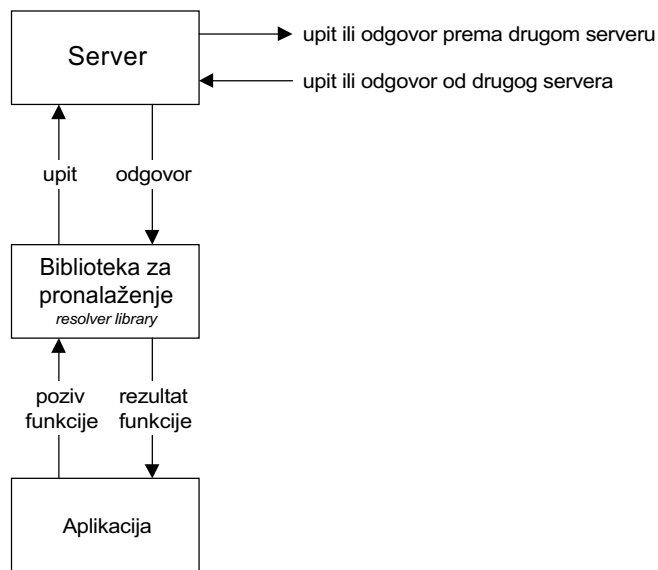 Server
upit ili odgovor prema drugom serveru
upit ili odgovor od drugog servera
upit
odgovor
Biblioteka za
pronalaženje
resolver library
poziv
funkcije
rezultat
funkcije
Aplikacija